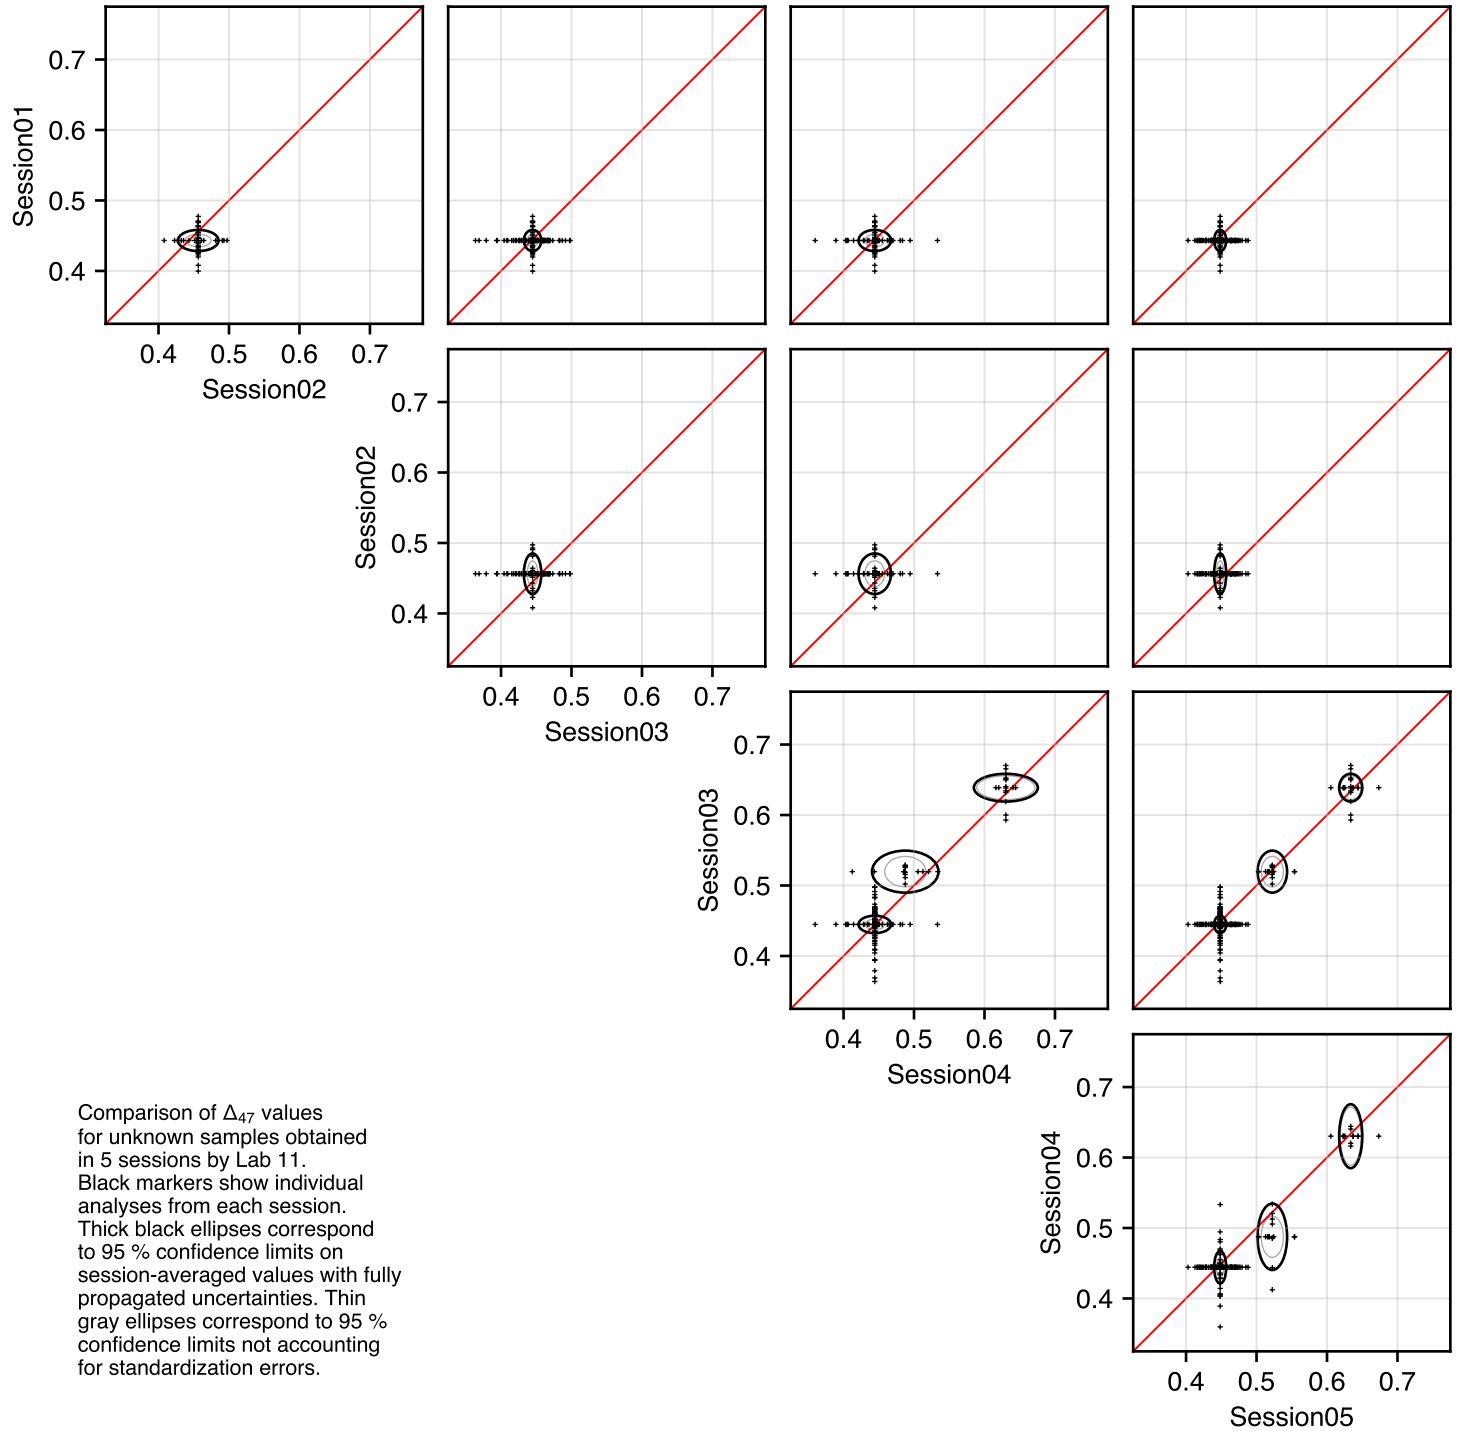 0.7
0.6
0.5
0.4
Session01
0.4 0.5 0.6 0.7
Session02
0.7
0.6
0.5
0.4
Session02
0.4 0.5 0.6 0.7
Session03
0.7
0.6
0.5
0.4
Session03
0.4 0.5 0.6 0.7
Session04
0.7
0.6
0.5
0.4
Session04
0.4 0.5 0.6 0.7
Session05
Comparison of Δ47 values
for unknown samples obtained
in 5 sessions by Lab 11.
Black markers show individual
analyses from each session.
Thick black ellipses correspond
to 95 % confidence limits on
session-averaged values with fully
propagated uncertainties. Thin
gray ellipses correspond to 95 %
confidence limits not accounting
for standardization errors.